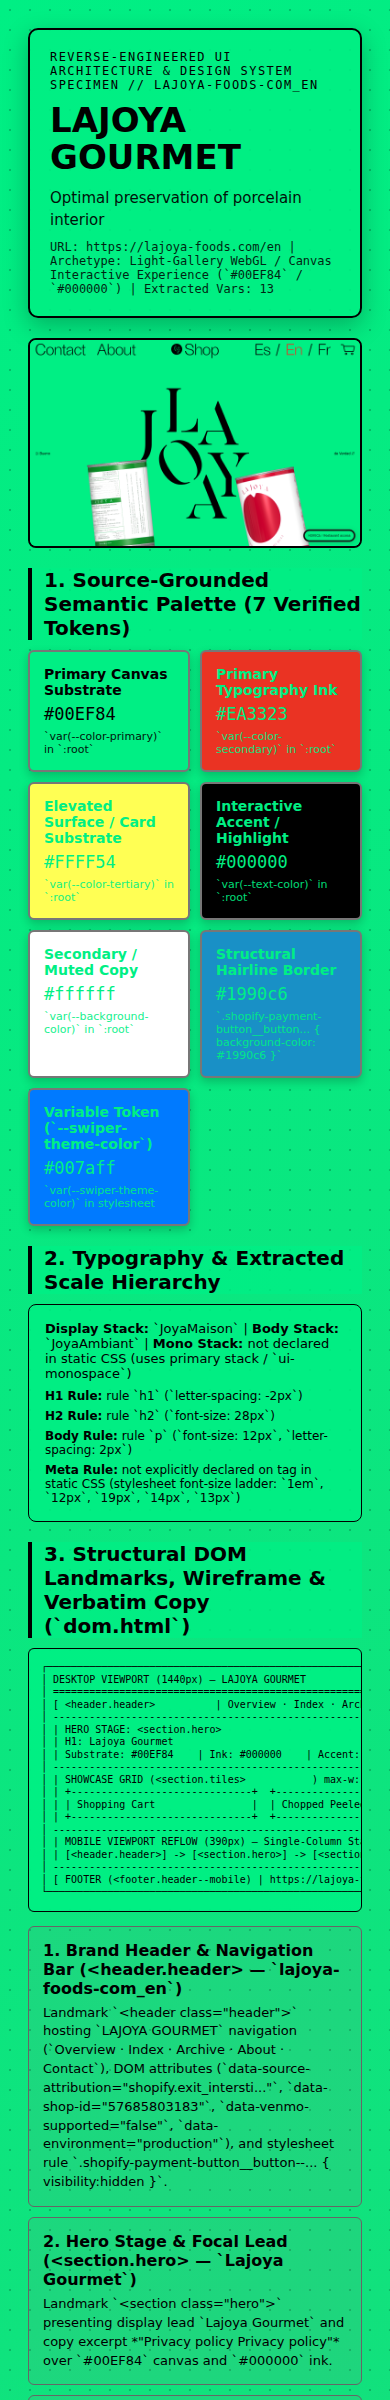 REVERSE-ENGINEERED UI
ARCHITECTURE & DESIGN SYSTEM
SPECIMEN // LAJOYA-FOODS-COM_EN
LAJOYA
GOURMET
Optimal preservation of porcelain
interior
URL: https://lajoya-foods.com/en |
Archetype: Light-Gallery WebGL / Canvas
Interactive Experience (`#00EF84` /
`#000000`) | Extracted Vars: 13
Contact About Shop Es / En / Fr
LA
JOYA
1. Source-Grounded
Semantic Palette (7 Verified
Tokens)
Primary Canvas
Substrate
#00EF84
`var(--color-primary)`
in `:root`
Primary
Typography Ink
#EA3323
`var(--color-
secondary)` in `:root`
Elevated
Surface / Card
Substrate
#FFFF54
`var(--color-tertiary)` in
`:root`
Interactive
Accent /
Highlight
#000000
`var(--text-color)` in
`:root`
Secondary /
Muted Copy
#ffffff
`var(--background-
color)` in `:root`
Structural
Hairline Border
#1990c6
`.shopify-payment-
button__button... {
background-color:
#1990c6 }`
Variable Token
(`--swiper-
theme-color`)
#007aff
`var(--swiper-theme-
color)` in stylesheet
2. Typography & Extracted
Scale Hierarchy
Display Stack: `JoyaMaison` | Body Stack:
`JoyaAmbiant` | Mono Stack: not declared
in static CSS (uses primary stack / `ui-
monospace`)
H1 Rule: rule `h1` (`letter-spacing: -2px`)
H2 Rule: rule `h2` (`font-size: 28px`)
Body Rule: rule `p` (`font-size: 12px`, `letter-
spacing: 2px`)
Meta Rule: not explicitly declared on tag in
static CSS (stylesheet font-size ladder: `1em`,
`12px`, `19px`, `14px`, `13px`)
3. Structural DOM
Landmarks, Wireframe &
Verbatim Copy
(`dom.html`)
DESKTOP VIEWPORT (1440px) — LAJOYA GOURMET
[ <header.header> | Overview · Index · Arc
HERO STAGE: <section.hero>
H1: Lajoya Gourmet
Substrate: #00EF84 | Ink: #000000 | Accent:
SHOWCASE GRID (<section.tiles> ) max-w:
| Shopping Cart | | Chopped Peele
MOBILE VIEWPORT REFLOW (390px) — Single-Column St
[<header.header>] -> [<section.hero>] -> [<section
[ FOOTER (<footer.header--mobile) | https://lajoya-
1. Brand Header & Navigation
Bar (<header.header> — `lajoya-
foods-com_en`)
Landmark `<header class="header">`
hosting `LAJOYA GOURMET` navigation
(`Overview · Index · Archive · About ·
Contact`), DOM attributes (`data-source-
attribution="shopify.exit_intersti..."`, `data-
shop-id="57685803183"`, `data-venmo-
supported="false"`, `data-
environment="production"`), and stylesheet
rule `.shopify-payment-button__button--... {
visibility:hidden }`.
2. Hero Stage & Focal Lead
(<section.hero> — `Lajoya
Gourmet`)
Landmark `<section class="hero">`
presenting display lead `Lajoya Gourmet` and
copy excerpt *"Privacy policy Privacy policy"*
over `#00EF84` canvas and `#000000` ink.